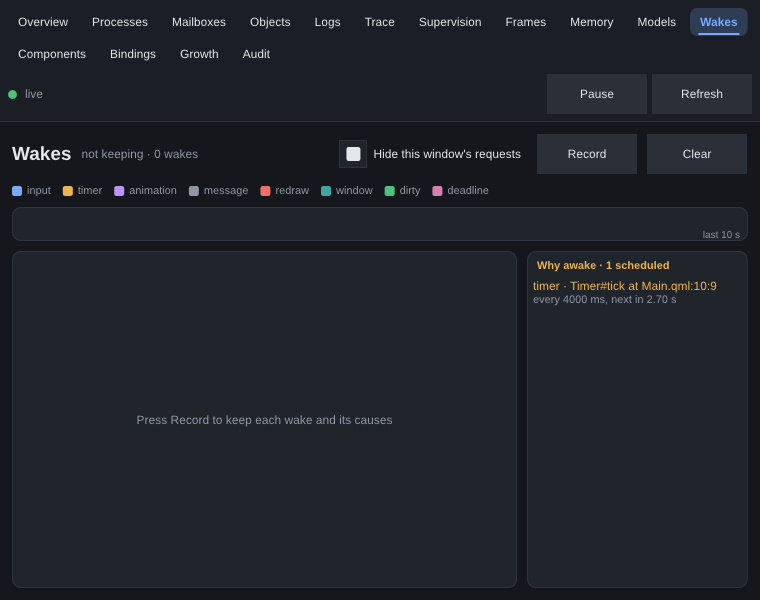 Overview Processes Mailboxes Objects Logs Trace Supervision Frames Memory Models Wakes
Components Bindings Growth Audit
live Pause Refresh
Wakes not keeping · 0 wakes Hide this window's requests Record Clear
input timer animation message redraw window dirty deadline
last 10 s
Why awake · 1 scheduled
timer · Timer#tick at Main.qml:10:9
every 4000 ms, next in 2.70 s
Press Record to keep each wake and its causes